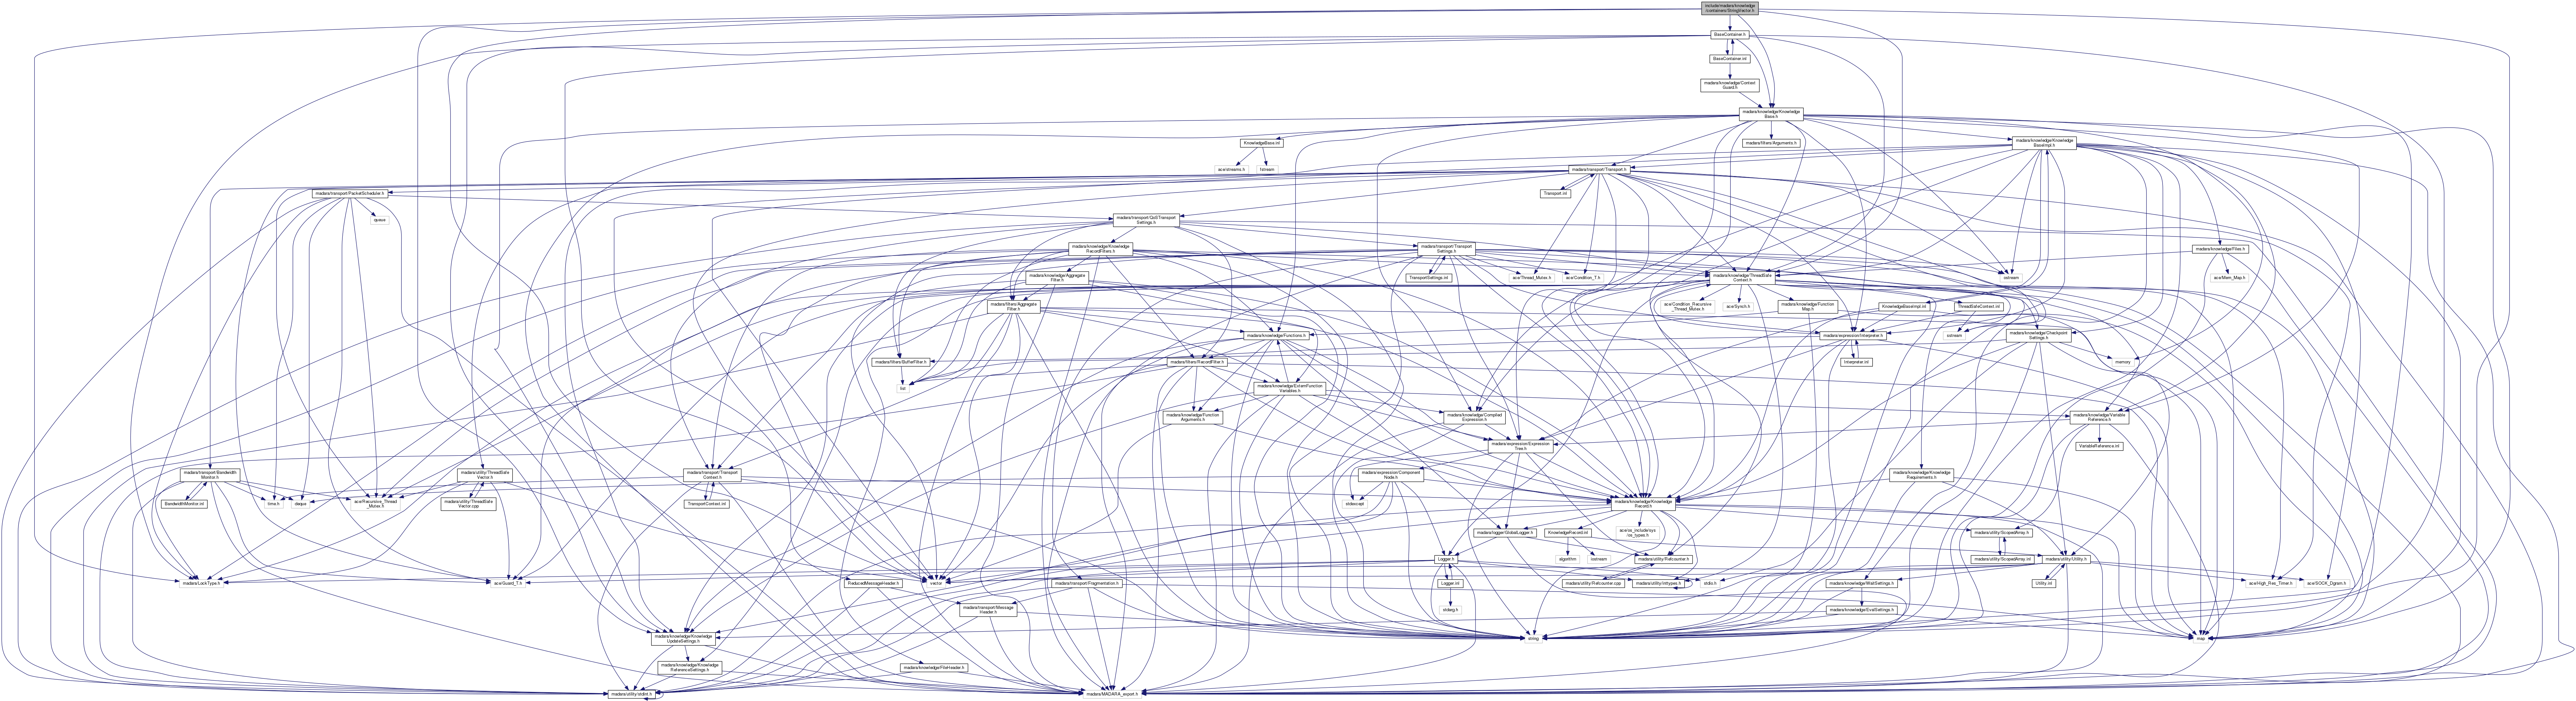 include/madara/knowledge
/containers/StringVector.h
BaseContainer.h
BaseContainer.inl
madara/knowledge/Context
Guard.h
madara/knowledge/Knowledge
Base.h
KnowledgeBase.inl
madara/filters/Arguments.h
madara/knowledge/Knowledge
BaseImpl.h
ace/streams.h
fstream
madara/transport/Transport.h
madara/transport/PacketScheduler.h
Transport.inl
queue
madara/transport/QoSTransport
Settings.h
madara/knowledge/Knowledge
RecordFilters.h
madara/transport/Transport
Settings.h
madara/knowledge/Files.h
madara/knowledge/Aggregate
Filter.h
TransportSettings.inl
ace/Thread_Mutex.h
ace/Condition_T.h
madara/knowledge/ThreadSafe
Context.h
ostream
ace/Mem_Map.h
madara/filters/Aggregate
Filter.h
ace/Condition_Recursive
_Thread_Mutex.h
ace/Synch.h
madara/knowledge/Function
Map.h
KnowledgeBaseImpl.inl
ThreadSafeContext.inl
madara/knowledge/Functions.h
madara/expression/Interpreter.h
sstream
madara/knowledge/Checkpoint
Settings.h
madara/filters/BufferFilter.h
madara/filters/RecordFilter.h
Interpreter.inl
memory
list
madara/knowledge/ExternFunction
Variables.h
madara/knowledge/Function
Arguments.h
madara/knowledge/Compiled
Expression.h
madara/knowledge/Variable
Reference.h
madara/expression/Expression
Tree.h
VariableReference.inl
madara/transport/Bandwidth
Monitor.h
madara/utility/ThreadSafe
Vector.h
madara/transport/Transport
Context.h
madara/expression/Component
Node.h
madara/knowledge/Knowledge
Requirements.h
BandwidthMonitor.inl
time.h
deque
ace/Recursive_Thread
_Mutex.h
madara/utility/ThreadSafe
Vector.cpp
TransportContext.inl
stdexcept
madara/knowledge/Knowledge
Record.h
madara/logger/GlobalLogger.h
KnowledgeRecord.inl
ace/os_include/sys
/os_types.h
madara/utility/ScopedArray.h
Logger.h
algorithm
iostream
madara/utility/Refcounter.h
madara/utility/ScopedArray.inl
madara/utility/Utility.h
madara/LockType.h
ace/Guard_T.h
ReducedMessageHeader.h
vector
madara/transport/Fragmentation.h
Logger.inl
madara/utility/Refcounter.cpp
madara/utility/inttypes.h
stdio.h
madara/knowledge/WaitSettings.h
Utility.inl
ace/High_Res_Timer.h
ace/SOCK_Dgram.h
madara/transport/Message
Header.h
stdarg.h
madara/knowledge/EvalSettings.h
madara/knowledge/Knowledge
UpdateSettings.h
string
map
madara/knowledge/Knowledge
ReferenceSettings.h
madara/knowledge/FileHeader.h
madara/utility/stdint.h
madara/MADARA_export.h